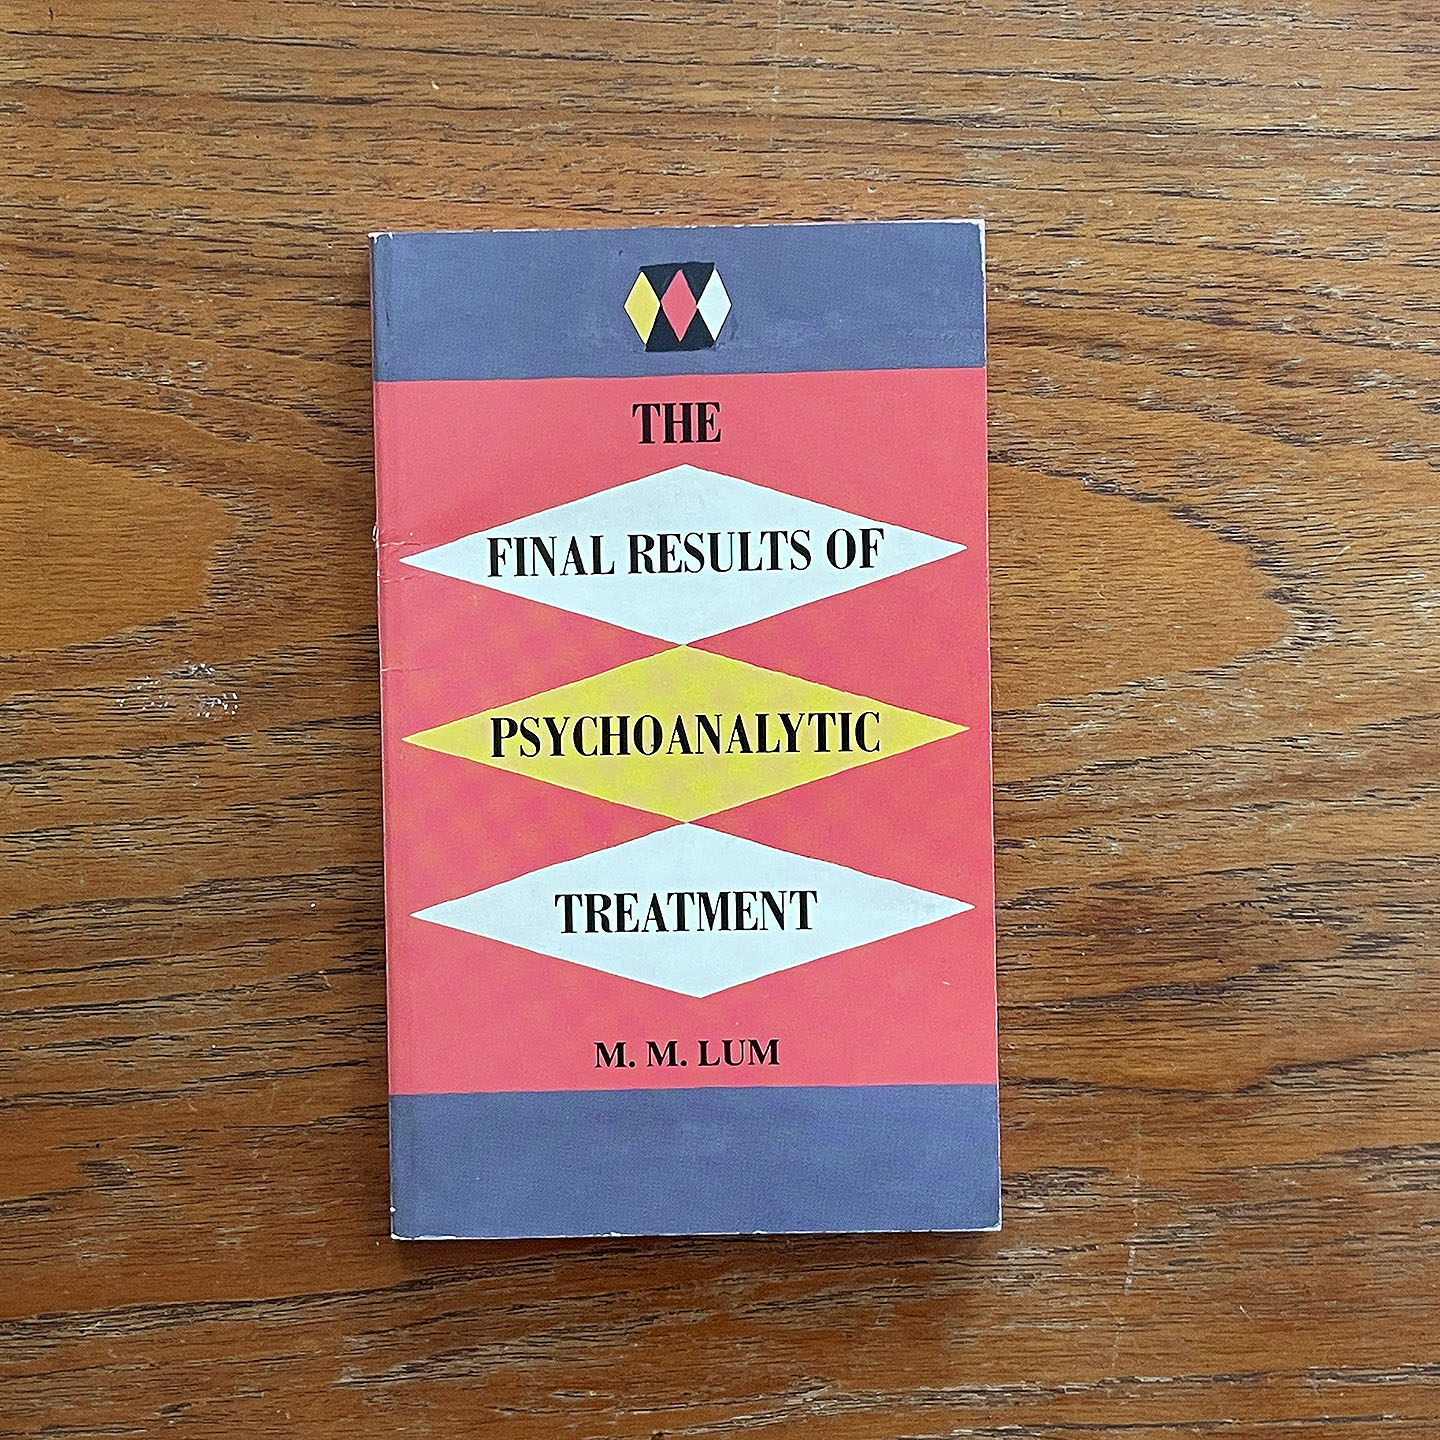 THE
FINAL RESULTS OF
PSYCHOANALYTIC
TREATMENT
M. M. LUM